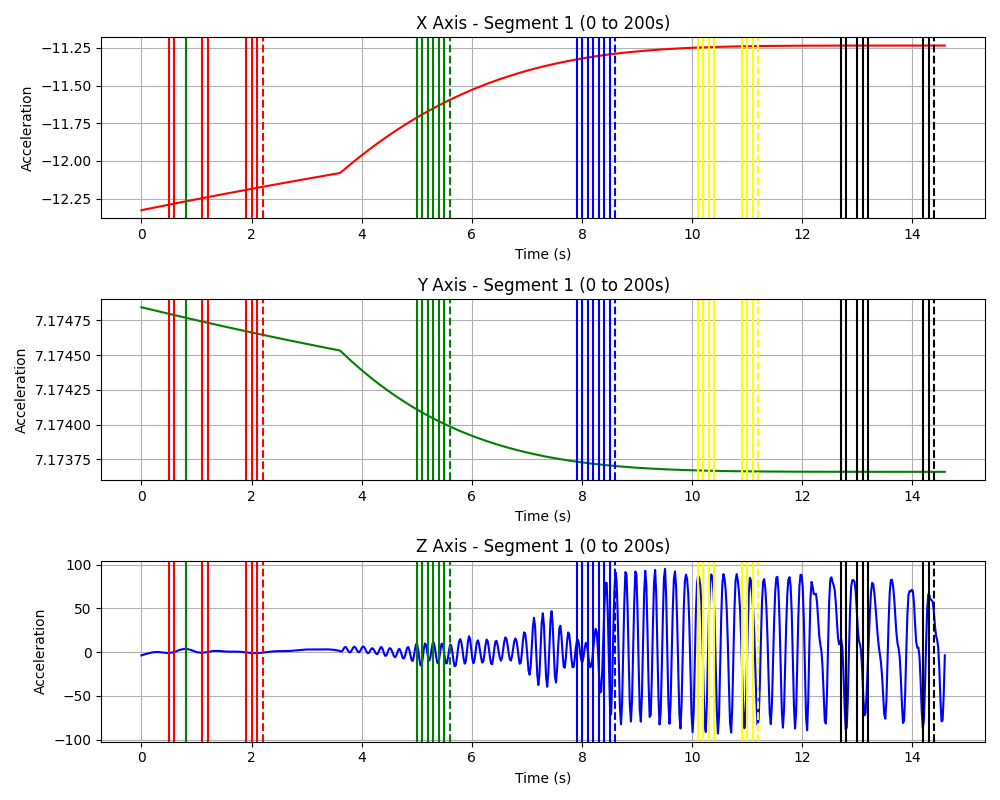 X Axis - Segment 1 (0 to 200s)
Acceleration
−11.25
−11.50
−11.75
−12.00
−12.25
0 2 4 6 8 10 12 14
Time (s)
Y Axis - Segment 1 (0 to 200s)
Acceleration
7.17475
7.17450
7.17425
7.17400
7.17375
0 2 4 6 8 10 12 14
Time (s)
Z Axis - Segment 1 (0 to 200s)
Acceleration
100
50
0
−50
−100
0 2 4 6 8 10 12 14
Time (s)